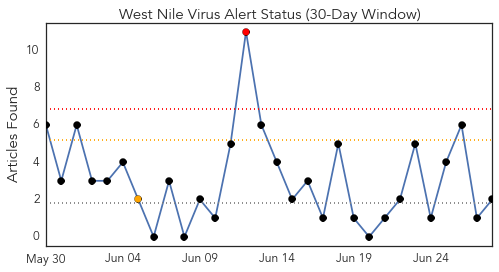 West Nile Virus Alert Status (30-Day Window)
Articles Found
10
8
6
4
2
0
May 30
Jun 04
Jun 09
Jun 14
Jun 19
Jun 24